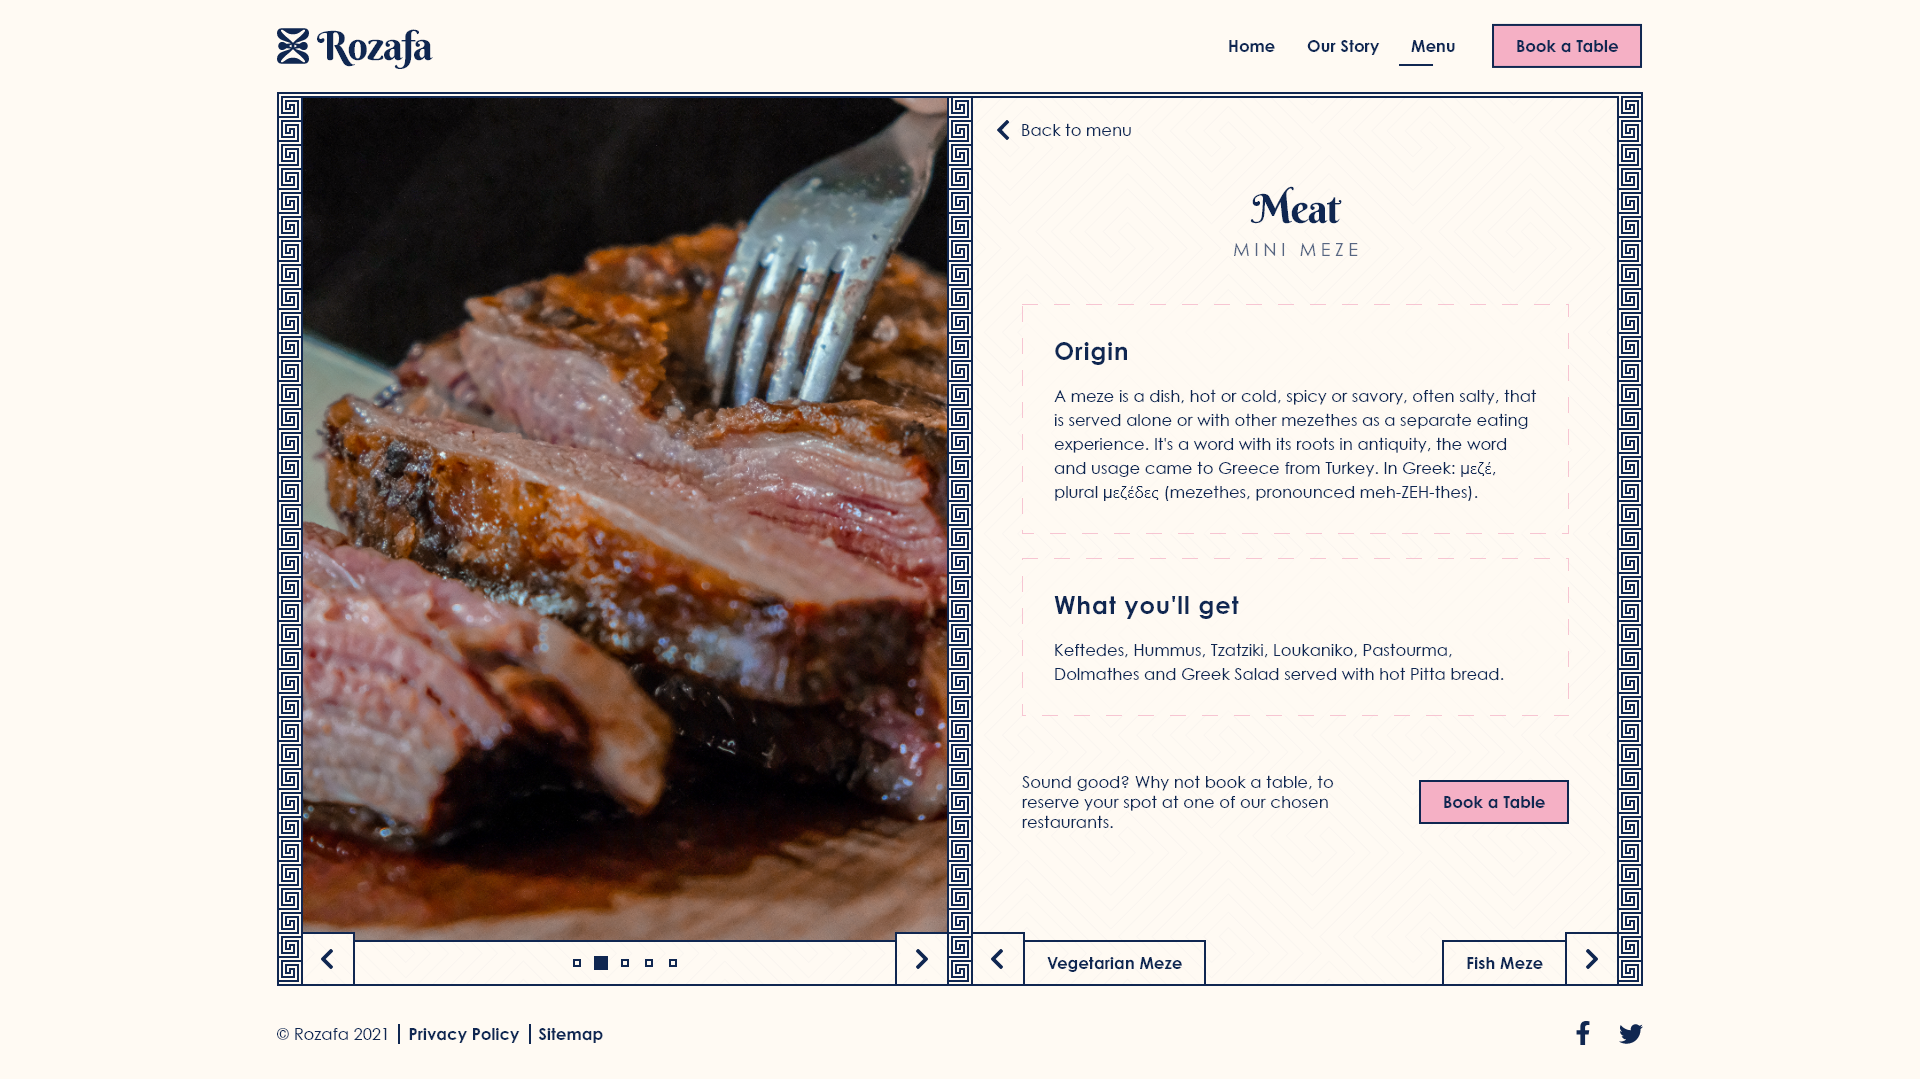 Rozafa
Home
Our Story
Menu
Book a Table
Back to menu
Meat
MINI MEZE
Origin
A meze is a dish, hot or cold, spicy or savory, often salty, that
is served alone or with other mezethes as a separate eating
experience. It's a word with its roots in antiquity, the word
and usage came to Greece from Turkey. In Greek: μεζέ,
plural μεζέδες (mezethes, pronounced meh-ZEH-thes).
What you'll get
Keftedes, Hummus, Tzatziki, Loukaniko, Pastourma,
Dolmathes and Greek Salad served with hot Pitta bread.
Sound good? Why not book a table, to
reserve your spot at one of our chosen
restaurants.
Book a Table
Vegetarian Meze
Fish Meze
© Rozafa 2021
Privacy Policy
Sitemap